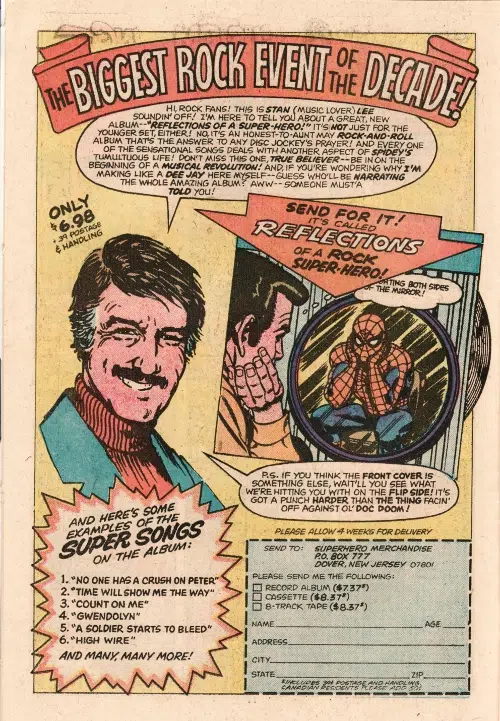 THE BIGGEST ROCK EVENT OF THE DECADE!
HI, ROCK FANS! THIS IS STAN (MUSIC LOVER) LEE
SOUNDIN' OFF! I'M HERE TO TELL YOU ABOUT A GREAT, NEW
ALBUM--"REFLECTIONS OF A SUPER-HERO!" IT'S NOT JUST FOR THE
YOUNGER SET, EITHER! NO, IT'S AN HONEST-TO-AUNT MAY ROCK-AND-ROLL
ALBUM THAT'S THE ANSWER TO ANY DISC JOCKEY'S PRAYER! AND EVERY ONE
OF THE SENSATIONAL SONGS DEALS WITH ANOTHER ASPECT OF SPIDEY'S
TUMULTUOUS LIFE! DON'T MISS THIS ONE, TRUE BELIEVER--BE IN ON THE
BEGINNING OF A MUSICAL REVOLUTION! AND, IF YOU'RE WONDERING WHY I'M
MAKING LIKE A DEE JAY HERE MYSELF--GUESS WHO'LL BE NARRATING
THE WHOLE AMAZING ALBUM? AWW--SOMEONE MUST'A
TOLD YOU!
ONLY
$6.98
+.39 POSTAGE
& HANDLING
SEND FOR IT!
IT'S CALLED
REFLECTIONS
OF A ROCK
SUPER-HERO!
BOTH SIDES
OF THE MIRROR!
P.S. IF YOU THINK THE FRONT COVER IS
SOMETHING ELSE, WAIT'LL YOU SEE WHAT
WE'RE HITTING YOU WITH ON THE FLIP SIDE! IT'S
GOT A PUNCH HARDER THAN THE THING FACIN'
OFF AGAINST OL' DOC DOOM!
AND HERE'S SOME
EXAMPLES OF THE
SUPER SONGS
ON THE ALBUM:
1. "NO ONE HAS A CRUSH ON PETER"
2. "TIME WILL SHOW ME THE WAY"
3. "COUNT ON ME"
4. "GWENDOLYN"
5. "A SOLDIER STARTS TO BLEED"
6. "HIGH WIRE"
AND MANY, MANY MORE!
PLEASE ALLOW 4 WEEKS FOR DELIVERY
SEND TO: SUPERHERO MERCHANDISE
P.O. BOX 777
DOVER, NEW JERSEY 07801
PLEASE SEND ME THE FOLLOWING:
RECORD ALBUM ($7.37*)
CASSETTE ($8.37*)
8-TRACK TAPE ($8.37*)
NAME AGE
ADDRESS
CITY
STATE ZIP
*INCLUDES 39¢ POSTAGE AND HANDLING.
CANADIAN RESIDENTS PLEASE ADD